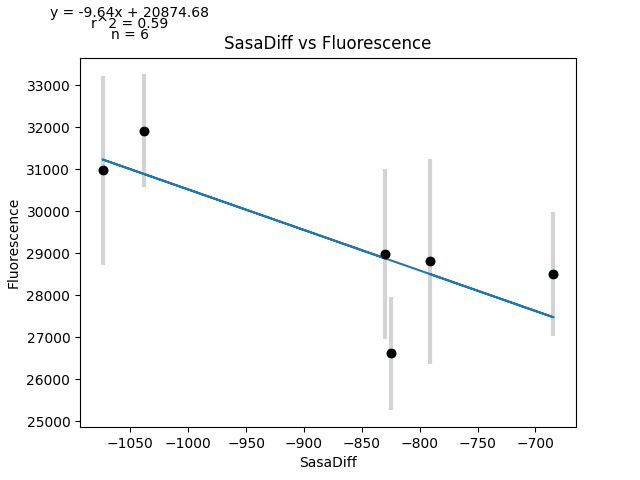 y = -9.64x + 20874.68
r^2 = 0.59
n = 6
SasaDiff vs Fluorescence
33000
32000
31000
30000
29000
28000
27000
26000
25000
Fluorescence
−1050
−1000
−950
−900
−850
−800
−750
−700
SasaDiff